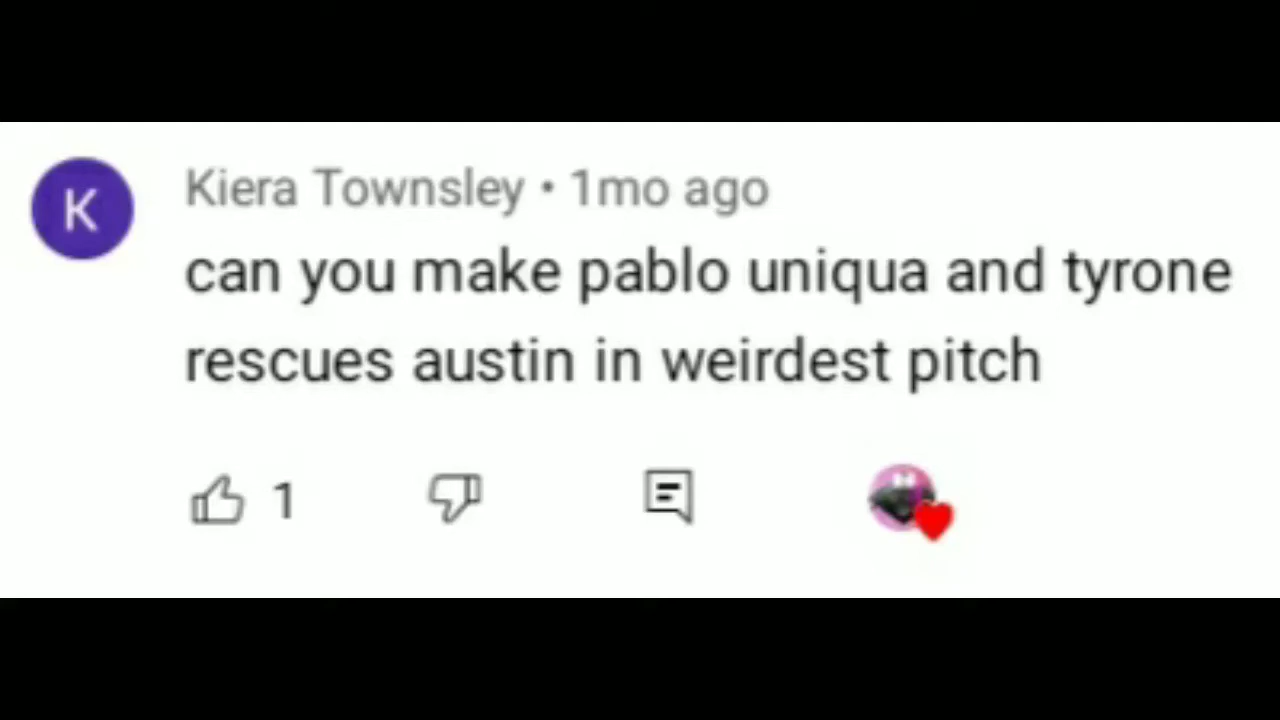 K
Kiera Townsley • 1mo ago
can you make pablo uniqua and tyrone
rescues austin in weirdest pitch
1